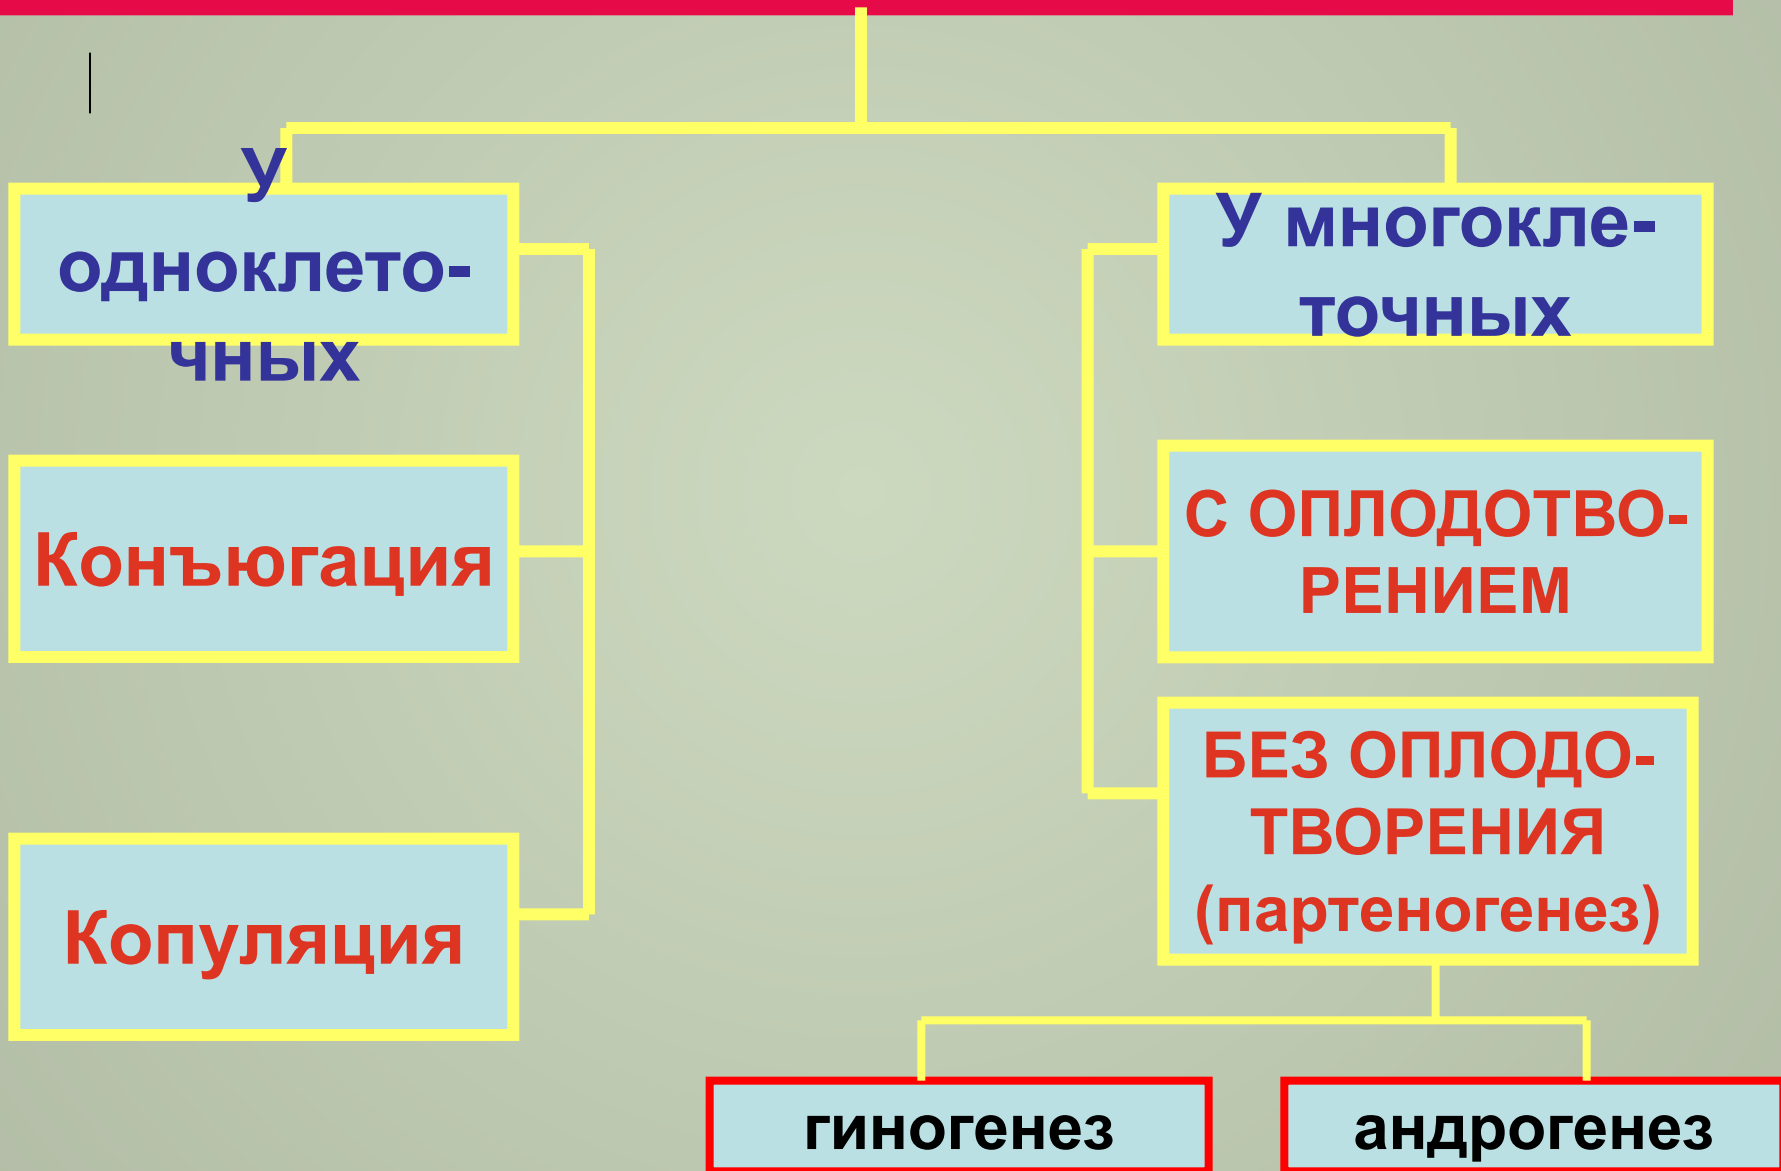 У
одноклето-
чных
Конъюгация
Копуляция
У многокле-
точных
С ОПЛОДОТВО-
РЕНИЕМ
БЕЗ ОПЛОДО-
ТВОРЕНИЯ
(партеногенез)
гиногенез
андрогенез